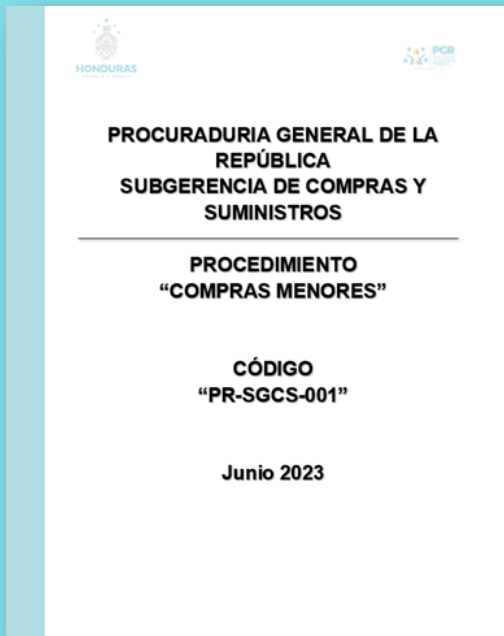 HONDURAS
PGR
PROCURADURIA GENERAL DE LA
REPÚBLICA
SUBGERENCIA DE COMPRAS Y
SUMINISTROS
PROCEDIMIENTO
“COMPRAS MENORES”
CÓDIGO
“PR-SGCS-001”
Junio 2023